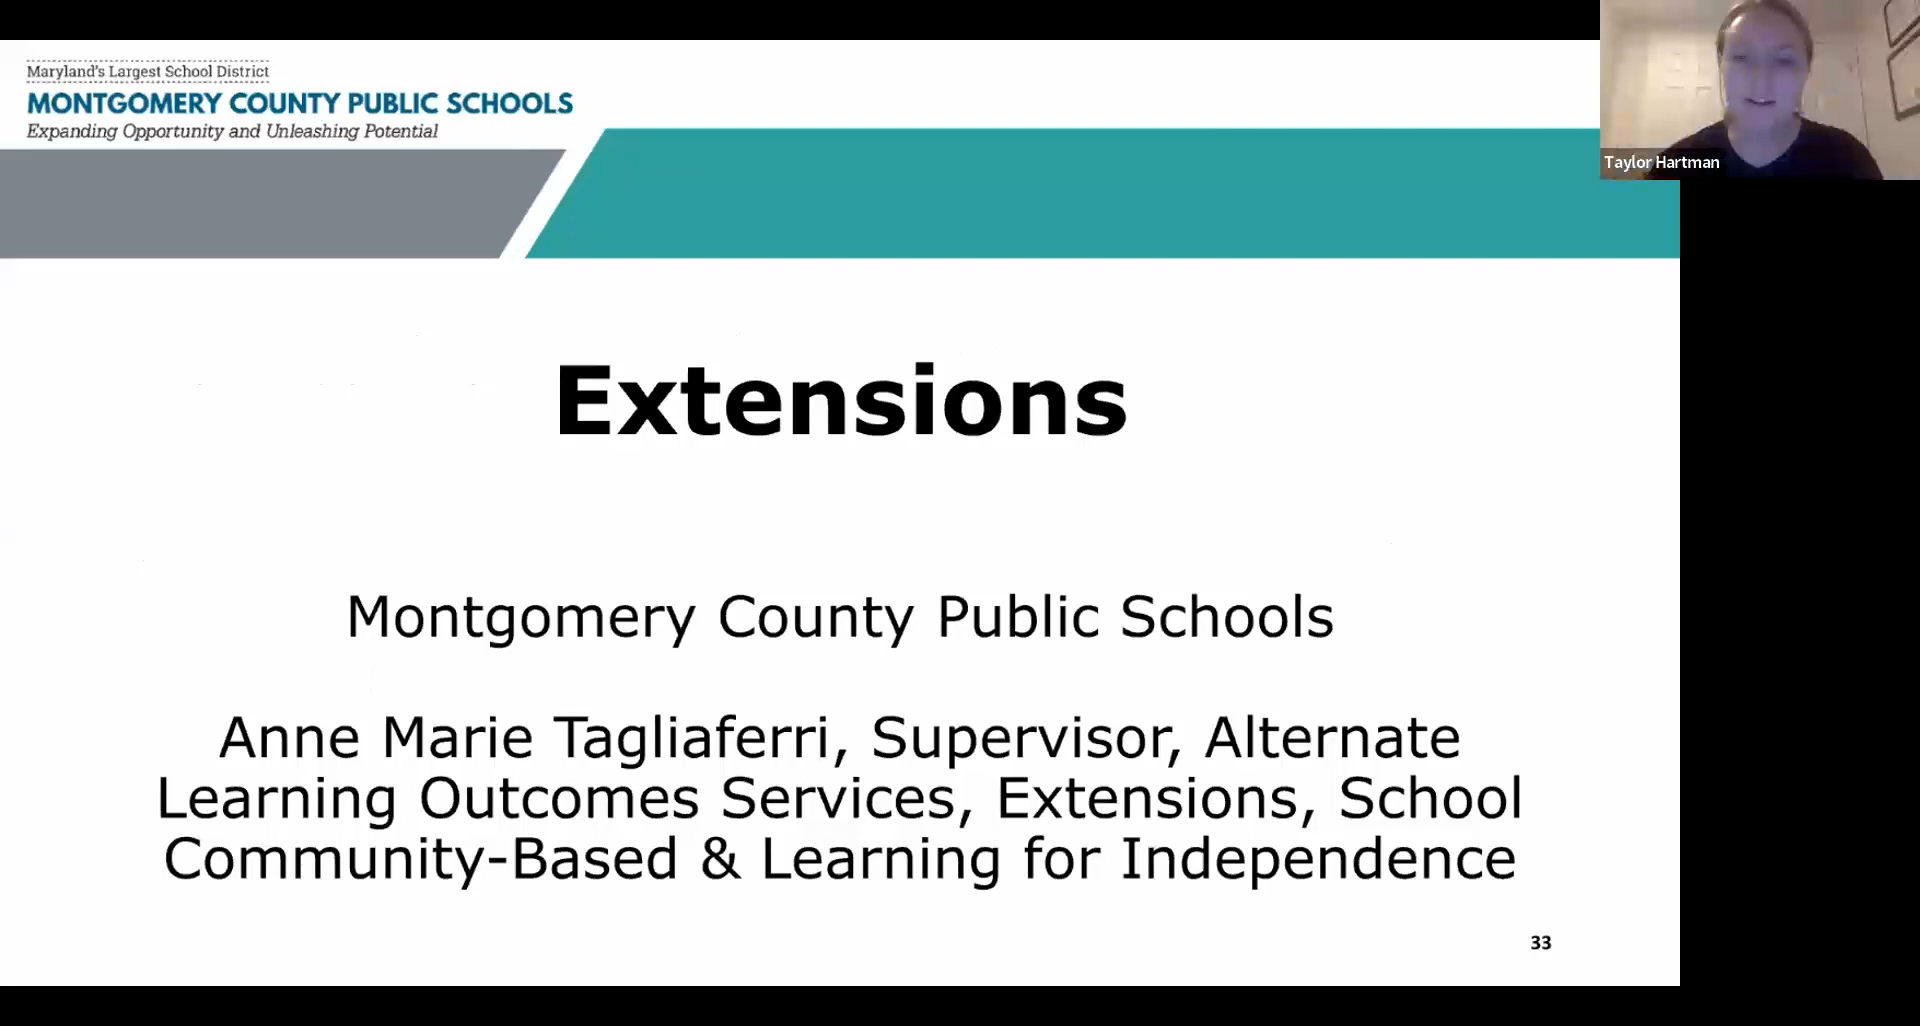 Maryland's Largest School District
MONTGOMERY COUNTY PUBLIC SCHOOLS
Expanding Opportunity and Unleashing Potential
Taylor Hartman
Extensions
Montgomery County Public Schools
Anne Marie Tagliaferri, Supervisor, Alternate
Learning Outcomes Services, Extensions, School
Community-Based & Learning for Independence
33